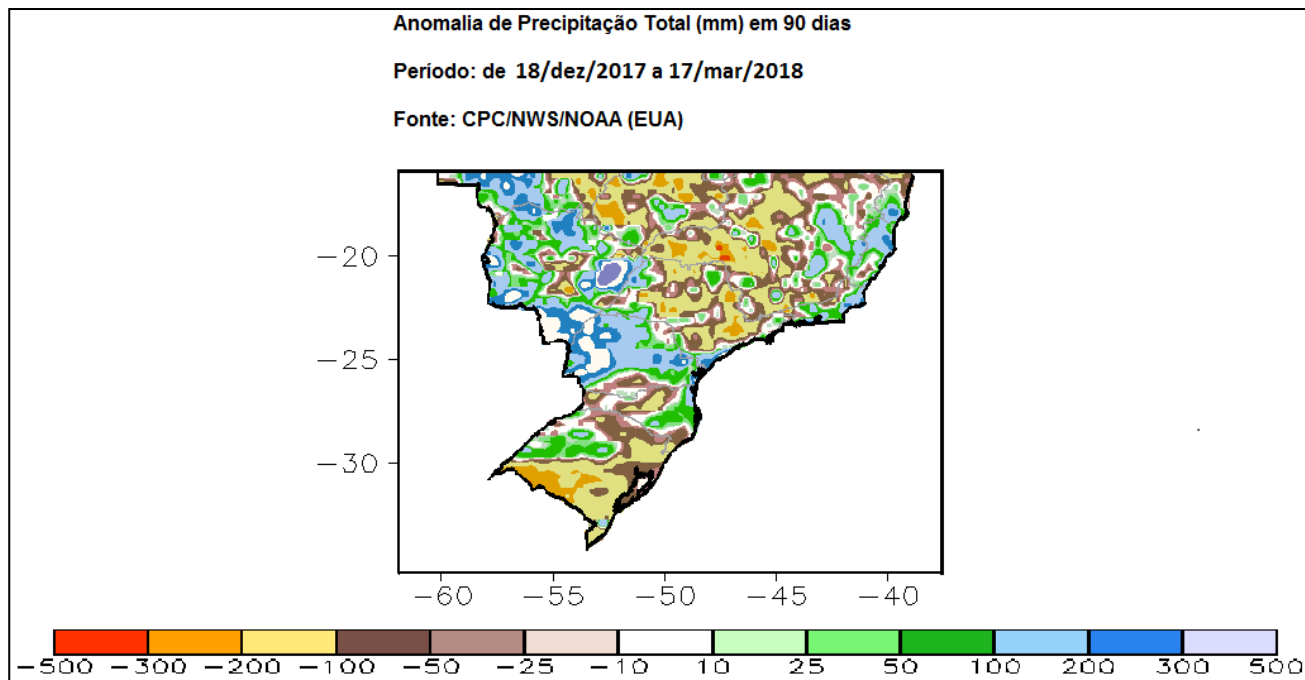 Anomalia de Precipitação Total (mm) em 90 dias
Período: de 18/dez/2017 a 17/mar/2018
Fonte: CPC/NWS/NOAA (EUA)
−20
−25
−30
−60 −55 −50 −45 −40
−500 −300 −200 −100 −50 −25 −10 10 25 50 100 200 300 500